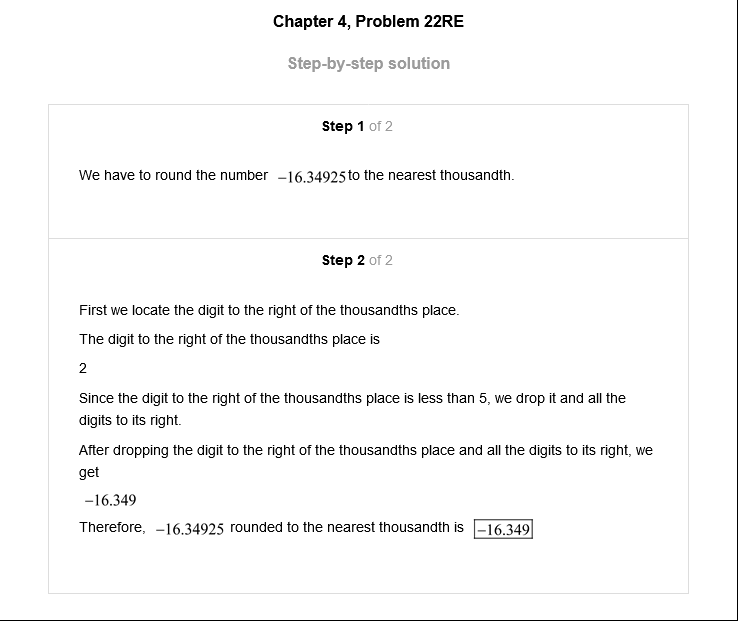 Chapter 4, Problem 22RE
Step-by-step solution
Step 1 of 2
We have to round the number −16.34925 to the nearest thousandth.
Step 2 of 2
First we locate the digit to the right of the thousandths place.
The digit to the right of the thousandths place is
2
Since the digit to the right of the thousandths place is less than 5, we drop it and all the
digits to its right.
After dropping the digit to the right of the thousandths place and all the digits to its right, we
get
−16.349
Therefore, −16.34925 rounded to the nearest thousandth is −16.349